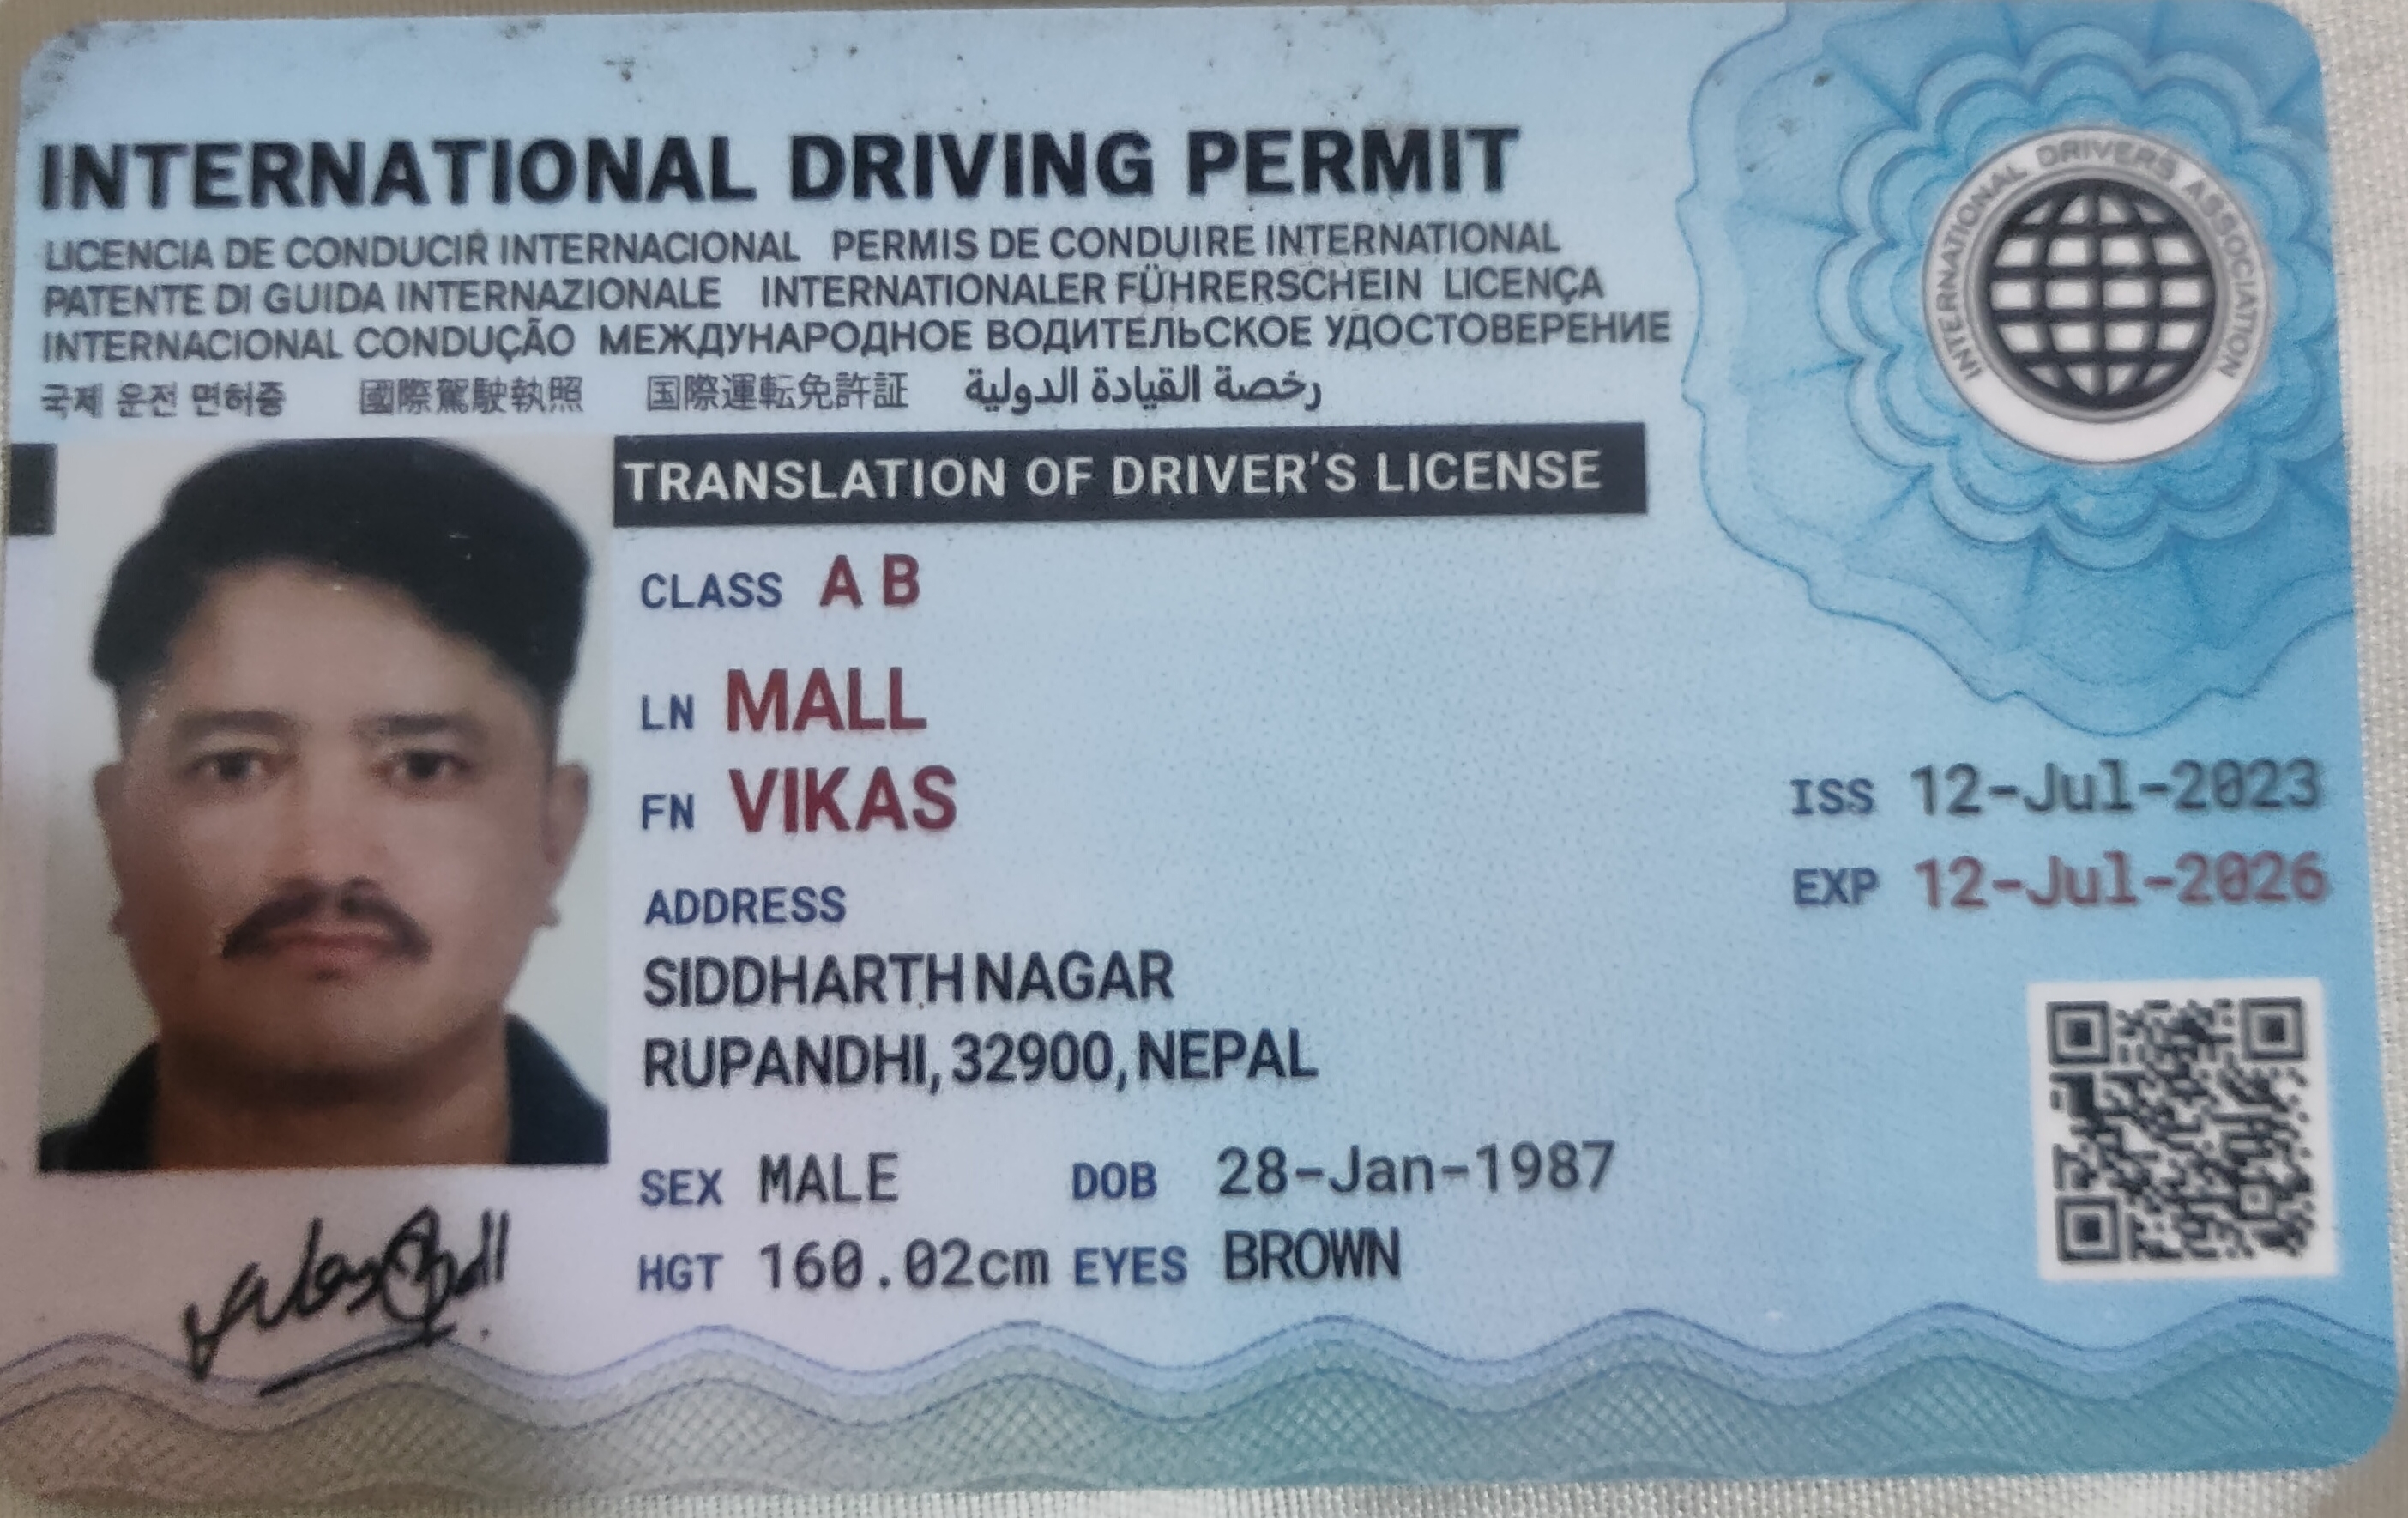 INTERNATIONAL DRIVING PERMIT
LICENCIA DE CONDUCIR INTERNACIONAL PERMIS DE CONDUIRE INTERNATIONAL
PATENTE DI GUIDA INTERNAZIONALE INTERNATIONALER FÜHRERSCHEIN LICENÇA
INTERNACIONAL CONDUÇÃO МЕЖДУНАРОДНОЕ ВОДИТЕЛЬСКОЕ УДОСТОВЕРЕНИЕ
국제 운전 면허증 國際駕駛執照 国際運転免許証 رخصة القيادة الدولية
INTERNATIONAL DRIVERS ASSOCIATION
TRANSLATION OF DRIVER'S LICENSE
CLASS A B
LN MALL
FN VIKAS
ISS 12-Jul-2023
EXP 12-Jul-2026
ADDRESS
SIDDHARTHNAGAR
RUPANDHI, 32900, NEPAL
SEX MALE DOB 28-Jan-1987
HGT 160.02cm EYES BROWN